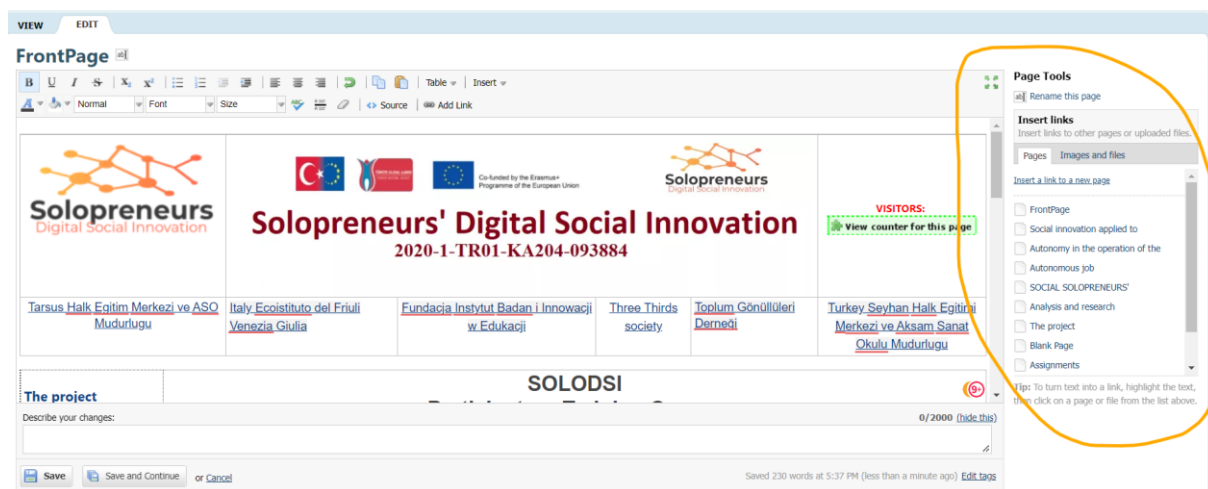 VIEW EDIT
FrontPage
B U I S X₂ X² Table Insert
A Normal Font Size Source Add Link
Solopreneurs
Digital Social Innovation
Co-funded by the Erasmus+
Programme of the European Union
Solopreneurs
Digital Social Innovation
Solopreneurs' Digital Social Innovation
2020-1-TR01-KA204-093884
VISITORS:
View counter for this page
Tarsus Halk Egitim Merkezi ve ASO
Mudurlugu
Italy Ecoistituto del Friuli
Venezia Giulia
Fundacja Instytut Badan i Innowacji
w Edukacji
Three Thirds
society
Toplum Gönüllüleri
Derneği
Turkey Seyhan Halk Egitimi
Merkezi ve Aksam Sanat
Okulu Mudurlugu
The project
SOLODSI
9+
Describe your changes:
0/2000 (hide this)
Save Save and Continue or Cancel
Saved 230 words at 5:37 PM (less than a minute ago) Edit tags
Page Tools
Rename this page
Insert links
Insert links to other pages or uploaded files.
Pages Images and files
Insert a link to a new page
FrontPage
Social innovation applied to
Autonomy in the operation of the
Autonomous job
SOCIAL SOLOPRENEURS'
Analysis and research
The project
Blank Page
Assignments
Tip: To turn text into a link, highlight the text,
then click on a page or file from the list above.